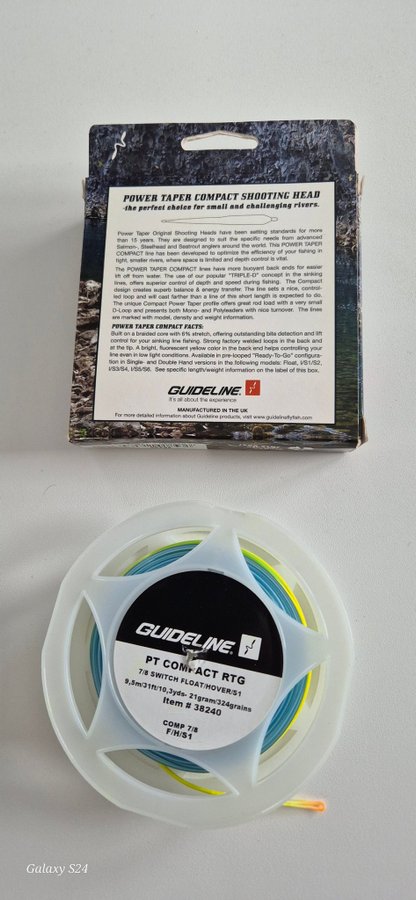 POWER TAPER COMPACT SHOOTING HEAD
-the perfect choice for small and challenging rivers.
Power Taper Original Shooting Heads have been setting standards for more
than 15 years. They are designed to suit the specific needs from advanced
Salmon-, Steelhead and Seatrout anglers around the world. This POWER TAPER
COMPACT line has been developed to optimize the efficiency of your fishing in
tight, smaller rivers, where space is limited and depth control is vital.
The POWER TAPER COMPACT lines have more buoyant back ends for easier
lift off from water. The use of our popular "TRIPLE-D" concept in the sinking
lines, offers superior control of depth and speed during fishing. The Compact
design creates superb balance & energy transfer. The line sets a nice, control-
led loop and will cast farther than a line of this short length is expected to do.
The unique Compact Power Taper profile offers great rod load with a very small
D-Loop and presents both Mono- and Polyleaders with nice turnover. The lines
are marked with model, density and weight information.
POWER TAPER COMPACT FACTS:
Built on a braided core with 6% stretch, offering outstanding bite detection and lift
control for your sinking line fishing. Strong factory welded loops in the back and
at the tip. A bright, fluorescent yellow color in the back end helps controlling your
line even in low light conditions. Available in pre-looped "Ready-To-Go" configura-
tion in Single- and Double Hand versions in the following models: Float, I/S1/S2,
I/S3/S4, I/S5/S6. See specific length/weight information on the label of this box.
GUIDELINE.
It's all about the experience
MANUFACTURED IN THE UK
For more detailed information about Guideline products, visit www.guidelineflyfish.com
GUIDELINE.
PT COMPACT RTG
7/8 SWITCH FLOAT/HOVER/S1
9,5m/31ft/10,3yds- 21gram/324grains
Item # 38240
COMP 7/8
F/H/S1
Galaxy S24